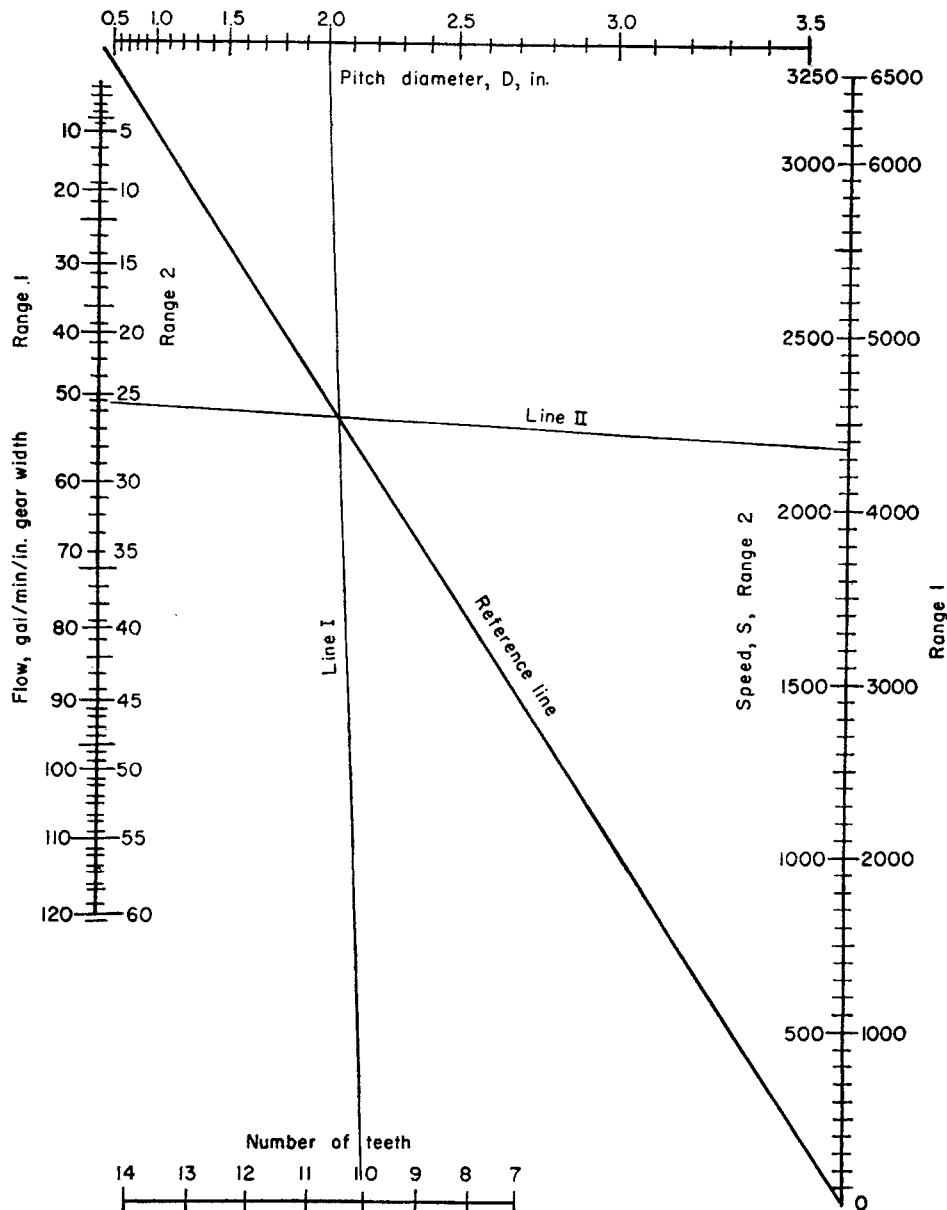 0.5 1.0 1.5 2.0 2.5 3.0 3.5
Pitch diameter, D, in.
3250 6500
10 5
3000 6000
20 10
30 15
Range 1
Range 2
40 20
2500 5000
50 25
Line II
60 30
Flow, gal/min/in. gear width
2000 4000
70 35
Speed, S, Range 2
Range 1
Reference line
Line I
80 40
1500 3000
90 45
100 50
110 55
1000 2000
120 60
500 1000
Number of teeth
14 13 12 11 10 9 8 7
0